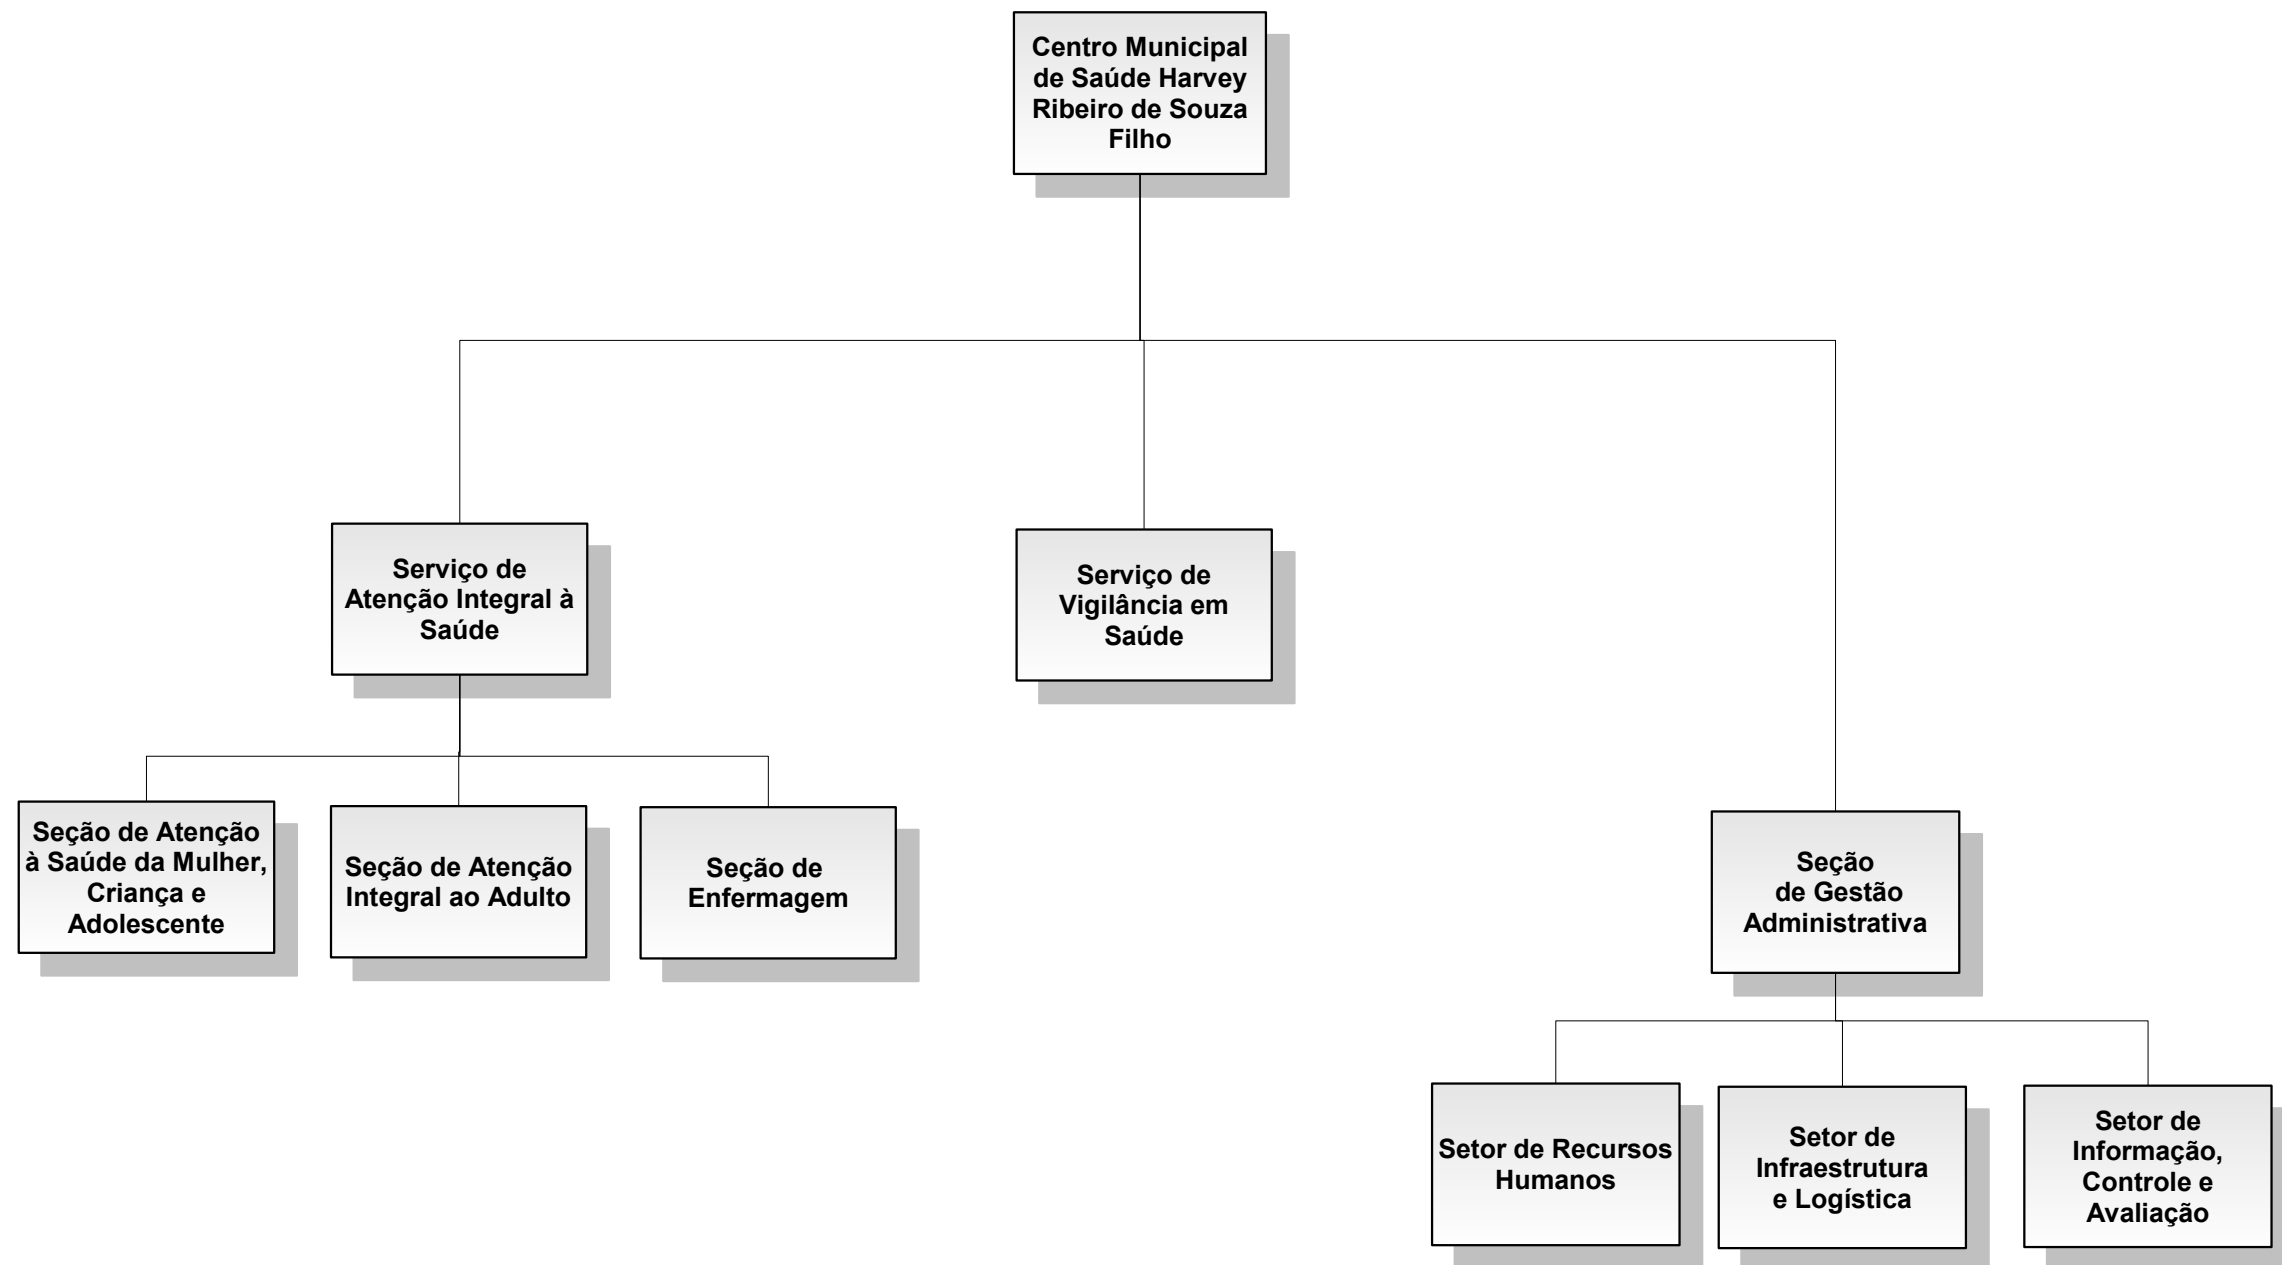 Centro Municipal
de Saúde Harvey
Ribeiro de Souza
Filho
Serviço de
Atenção Integral à
Saúde
Serviço de
Vigilância em
Saúde
Seção de Atenção
à Saúde da Mulher,
Criança e
Adolescente
Seção de Atenção
Integral ao Adulto
Seção de
Enfermagem
Seção
de Gestão
Administrativa
Setor de Recursos
Humanos
Setor de
Infraestrutura
e Logística
Setor de
Informação,
Controle e
Avaliação